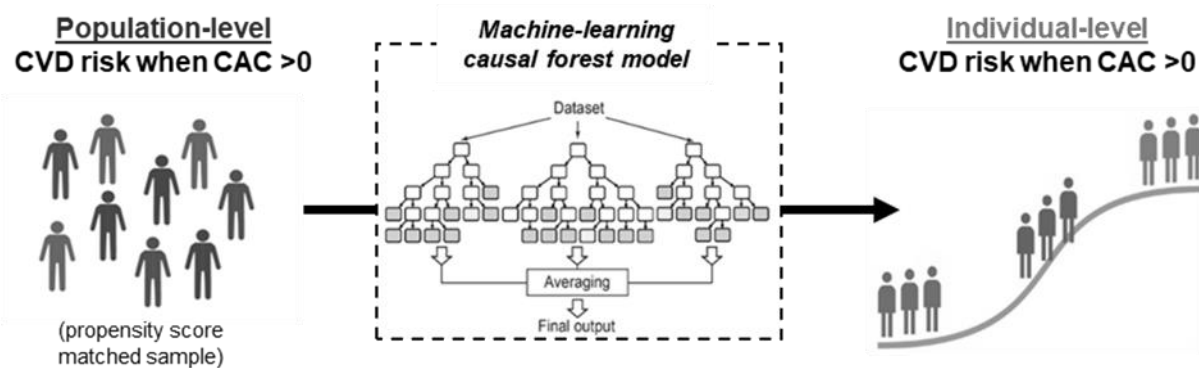 Population-level
CVD risk when CAC >0
(propensity score
matched sample)
Machine-learning
causal forest model
Dataset
Averaging
Final output
Individual-level
CVD risk when CAC >0